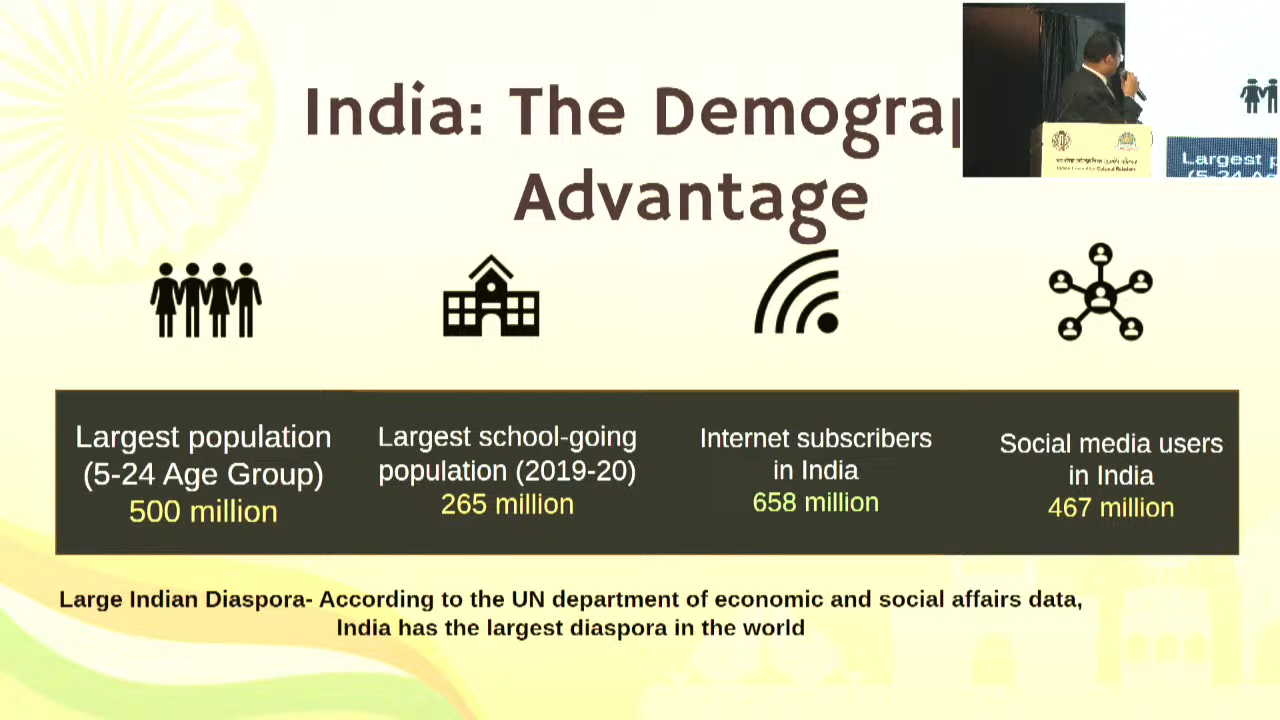 India: The Demograp
Advantage
Largest population
(5-24 Age Group)
500 million
Largest school-going
population (2019-20)
265 million
Internet subscribers
in India
658 million
Social media users
in India
467 million
Large Indian Diaspora- According to the UN department of economic and social affairs data,
India has the largest diaspora in the world
Largest p